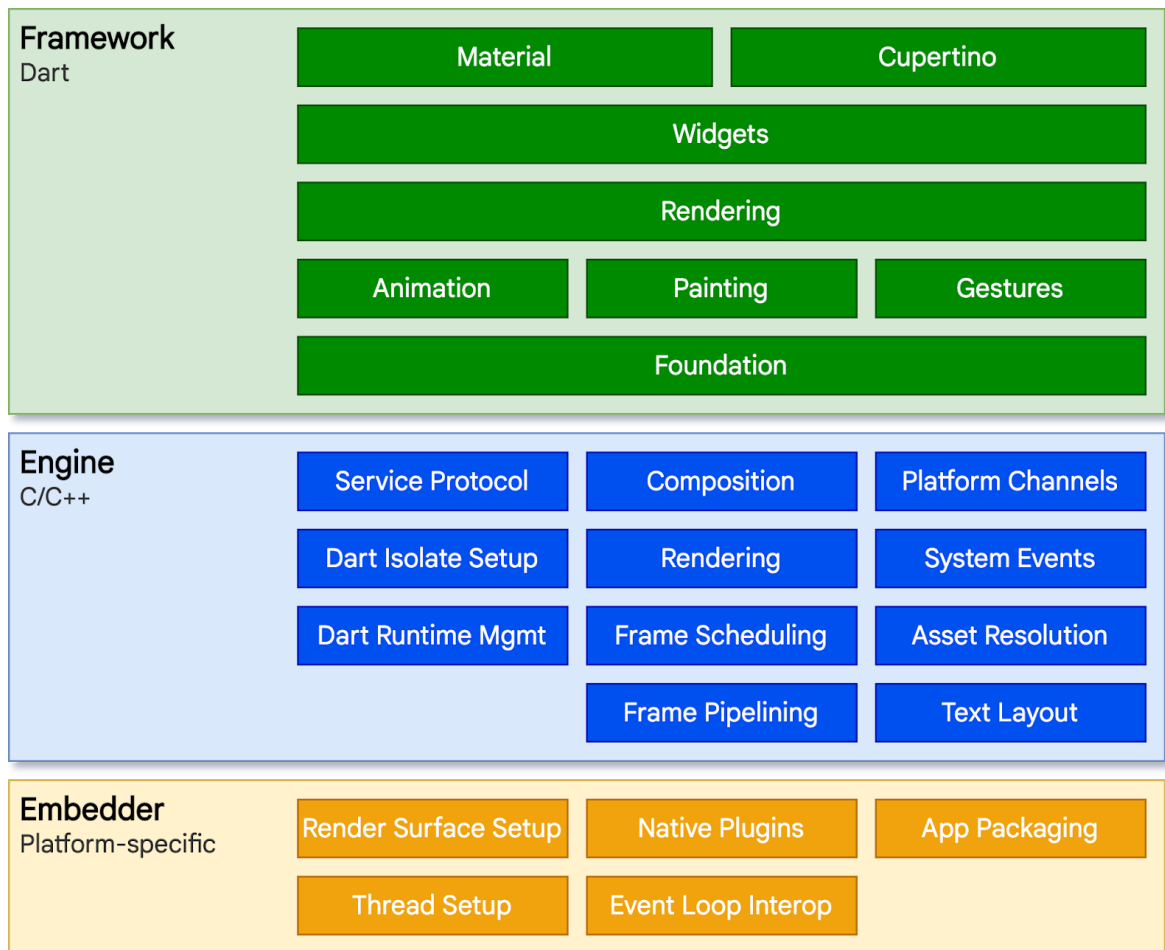 Framework
Dart
Material
Cupertino
Widgets
Rendering
Animation
Painting
Gestures
Foundation
Engine
C/C++
Service Protocol
Composition
Platform Channels
Dart Isolate Setup
Rendering
System Events
Dart Runtime Mgmt
Frame Scheduling
Asset Resolution
Frame Pipelining
Text Layout
Embedder
Platform-specific
Render Surface Setup
Native Plugins
App Packaging
Thread Setup
Event Loop Interop